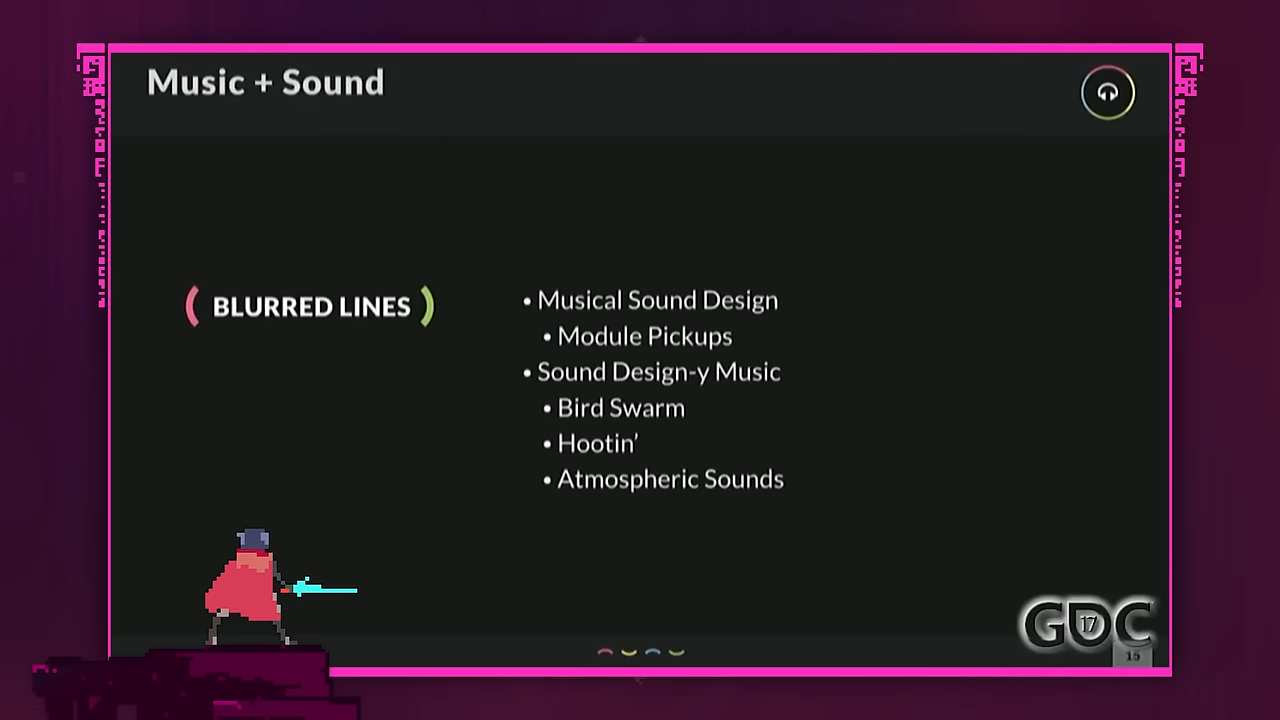 Music + Sound
BLURRED LINES
• Musical Sound Design
• Module Pickups
• Sound Design-y Music
• Bird Swarm
• Hootin’
• Atmospheric Sounds
GDC
17
15